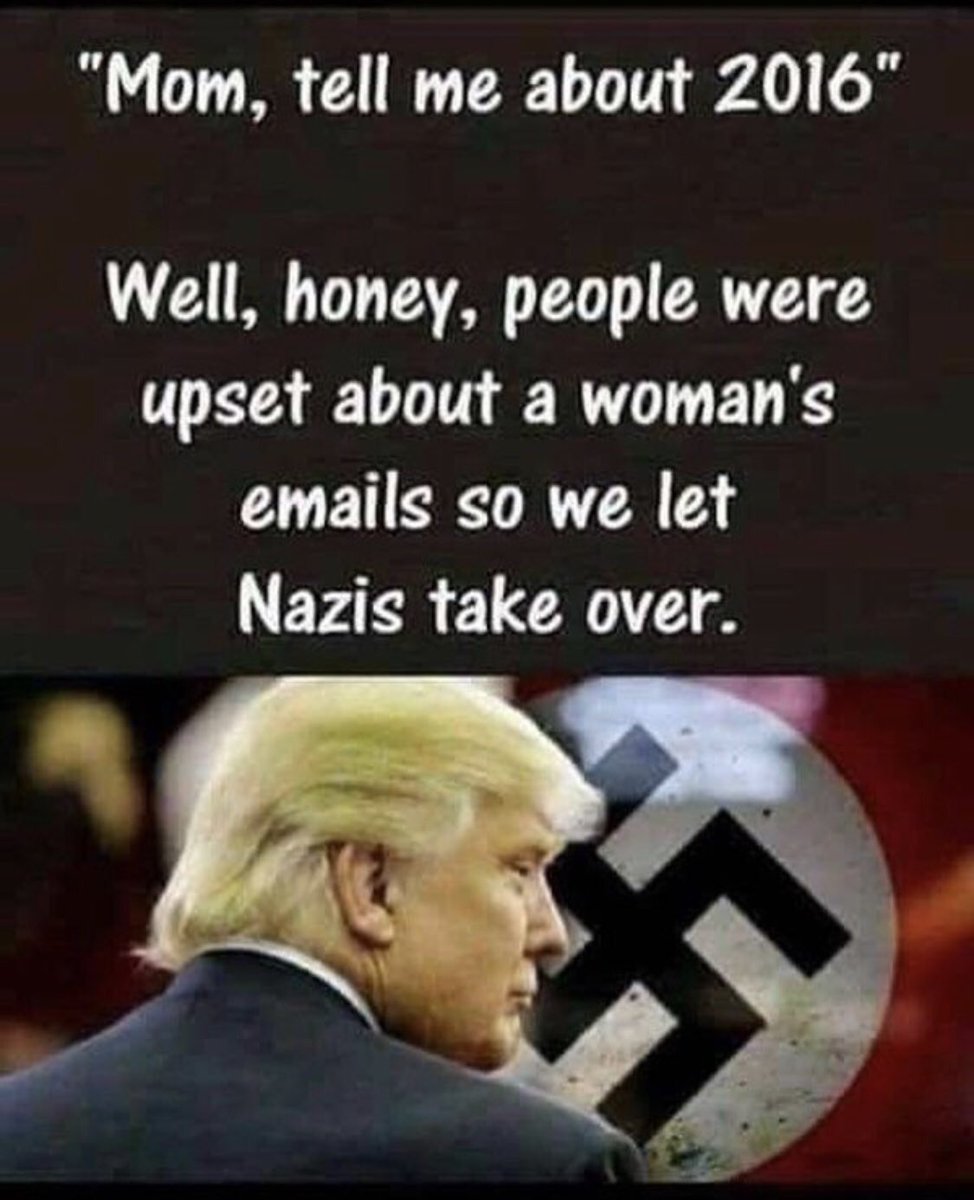 "Mom, tell me about 2016"
Well, honey, people were
upset about a woman's
emails so we let
Nazis take over.